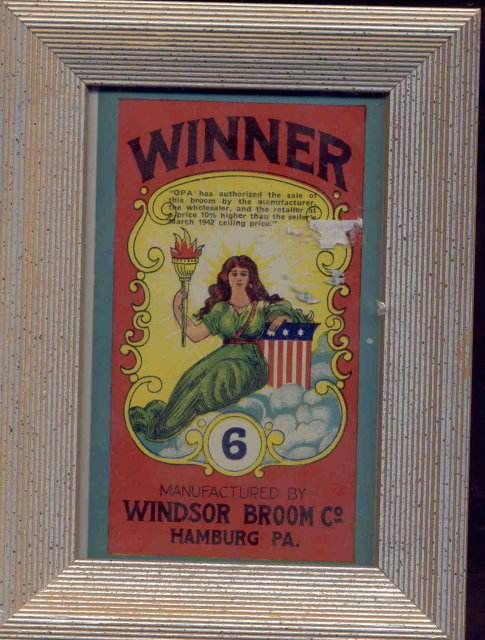 WINNER
"OPA has authorized the sale of
this broom by the manufacturer,
the wholesaler, and the retailer at
a price 10% higher than the seller's
March 1942 ceiling price."
6
MANUFACTURED BY
WINDSOR BROOM Co
HAMBURG PA.